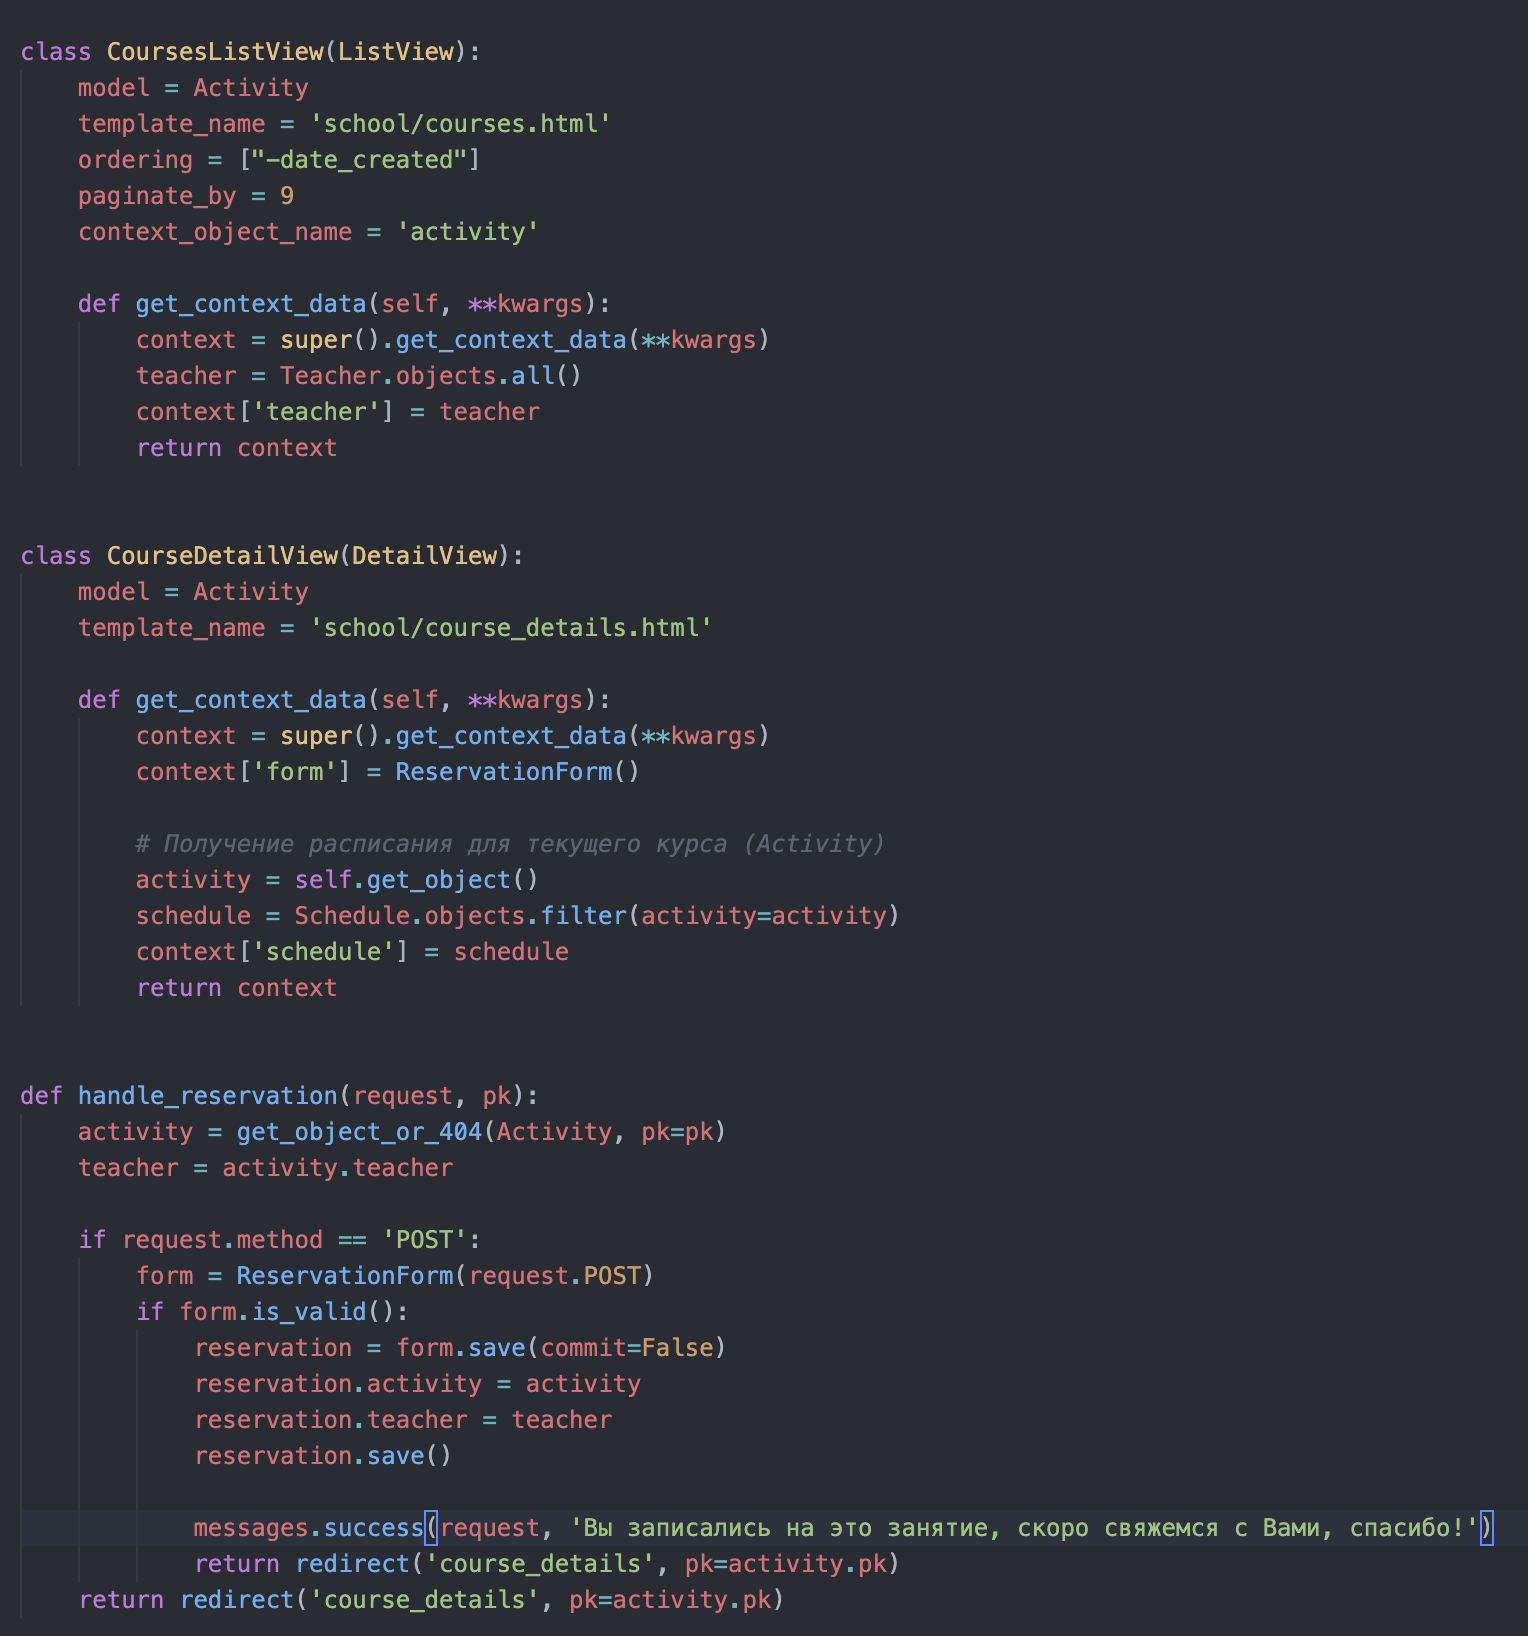 class CoursesListView(ListView):
    model = Activity
    template_name = 'school/courses.html'
    ordering = ["-date_created"]
    paginate_by = 9
    context_object_name = 'activity'

    def get_context_data(self, **kwargs):
        context = super().get_context_data(**kwargs)
        teacher = Teacher.objects.all()
        context['teacher'] = teacher
        return context


class CourseDetailView(DetailView):
    model = Activity
    template_name = 'school/course_details.html'

    def get_context_data(self, **kwargs):
        context = super().get_context_data(**kwargs)
        context['form'] = ReservationForm()

        # Получение расписания для текущего курса (Activity)
        activity = self.get_object()
        schedule = Schedule.objects.filter(activity=activity)
        context['schedule'] = schedule
        return context


def handle_reservation(request, pk):
    activity = get_object_or_404(Activity, pk=pk)
    teacher = activity.teacher

    if request.method == 'POST':
        form = ReservationForm(request.POST)
        if form.is_valid():
            reservation = form.save(commit=False)
            reservation.activity = activity
            reservation.teacher = teacher
            reservation.save()

            messages.success(request, 'Вы записались на это занятие, скоро свяжемся с Вами, спасибо!')
            return redirect('course_details', pk=activity.pk)
    return redirect('course_details', pk=activity.pk)